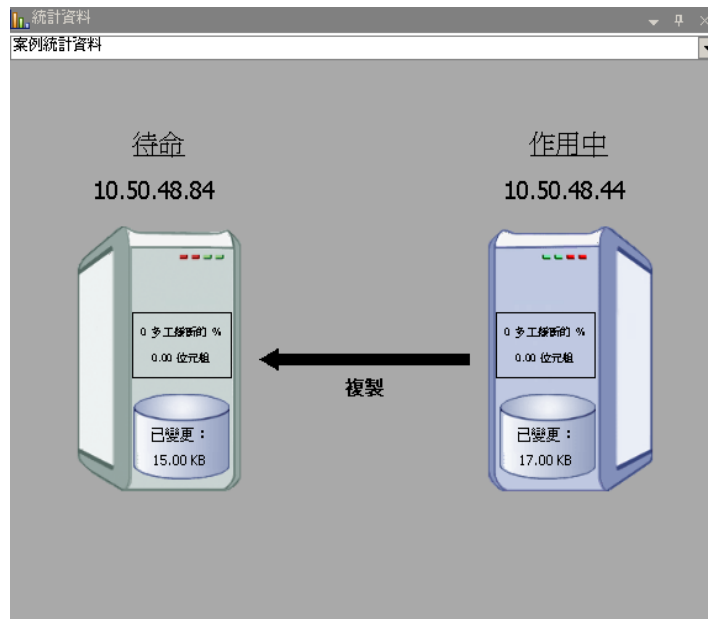 統計資料
案例統計資料
待命
作用中
10.50.48.84
10.50.48.44
0 多工緩衝的 %
0.00 位元組
0 多工緩衝的 %
0.00 位元組
複製
已變更：
15.00 KB
已變更：
17.00 KB